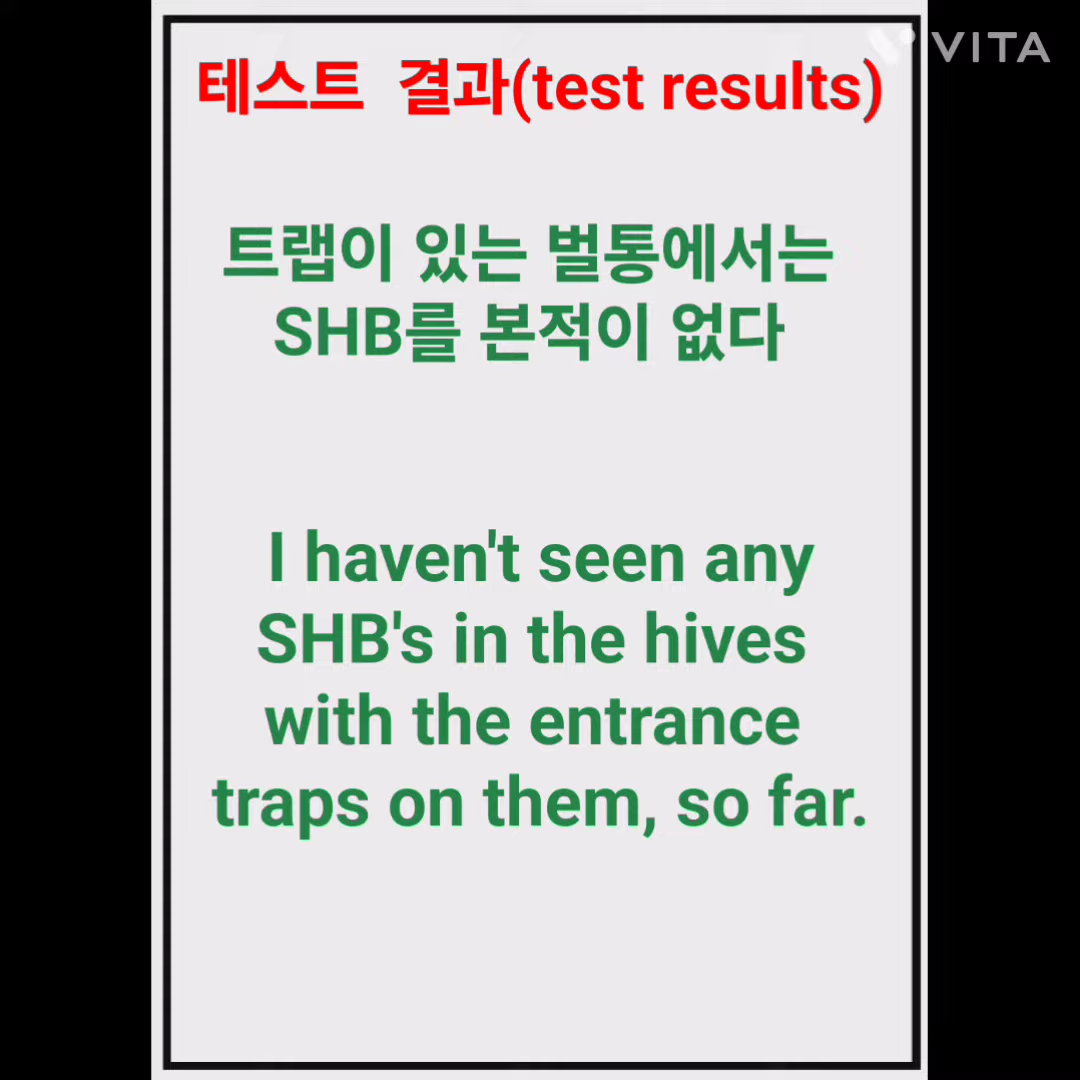 VITA
테스트 결과(test results)
트랩이 있는 벌통에서는
SHB를 본적이 없다
I haven't seen any
SHB's in the hives
with the entrance
traps on them, so far.